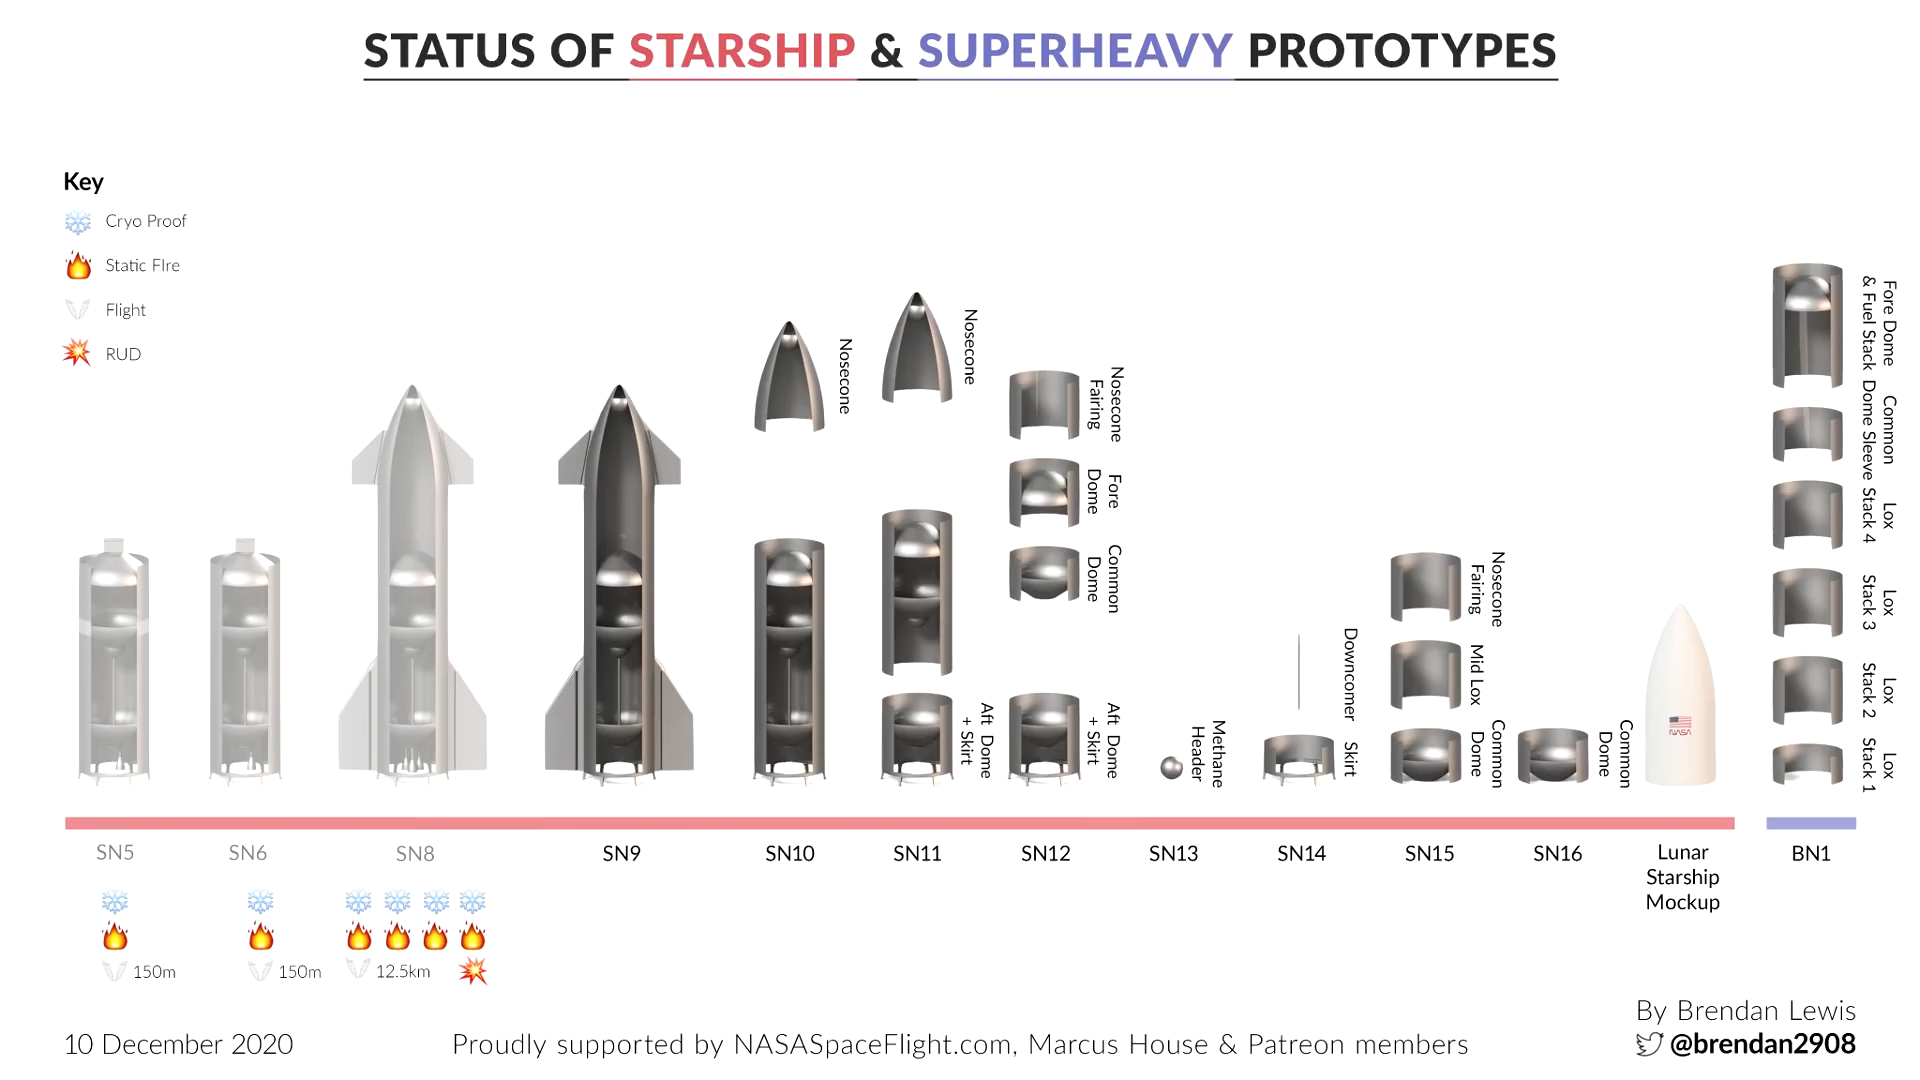 STATUS OF STARSHIP & SUPERHEAVY PROTOTYPES
Key
Cryo Proof
Static FIre
Flight
RUD
Nosecone
Nosecone
Aft Dome
+ Skirt
Nosecone
Fairing
Fore
Dome
Common
Dome
Aft Dome
+ Skirt
Methane
Header
Downcomer
Skirt
Nosecone
Fairing
Mid Lox
Common
Dome
Common
Dome
NASA
Fore Dome
& Fuel Stack
Common
Dome Sleeve
Lox
Stack 4
Lox
Stack 3
Lox
Stack 2
Lox
Stack 1
SN5
SN6
SN8
SN9
SN10
SN11
SN12
SN13
SN14
SN15
SN16
Lunar
Starship
Mockup
BN1
150m
150m
12.5km
10 December 2020
Proudly supported by NASASpaceFlight.com, Marcus House & Patreon members
By Brendan Lewis
@brendan2908